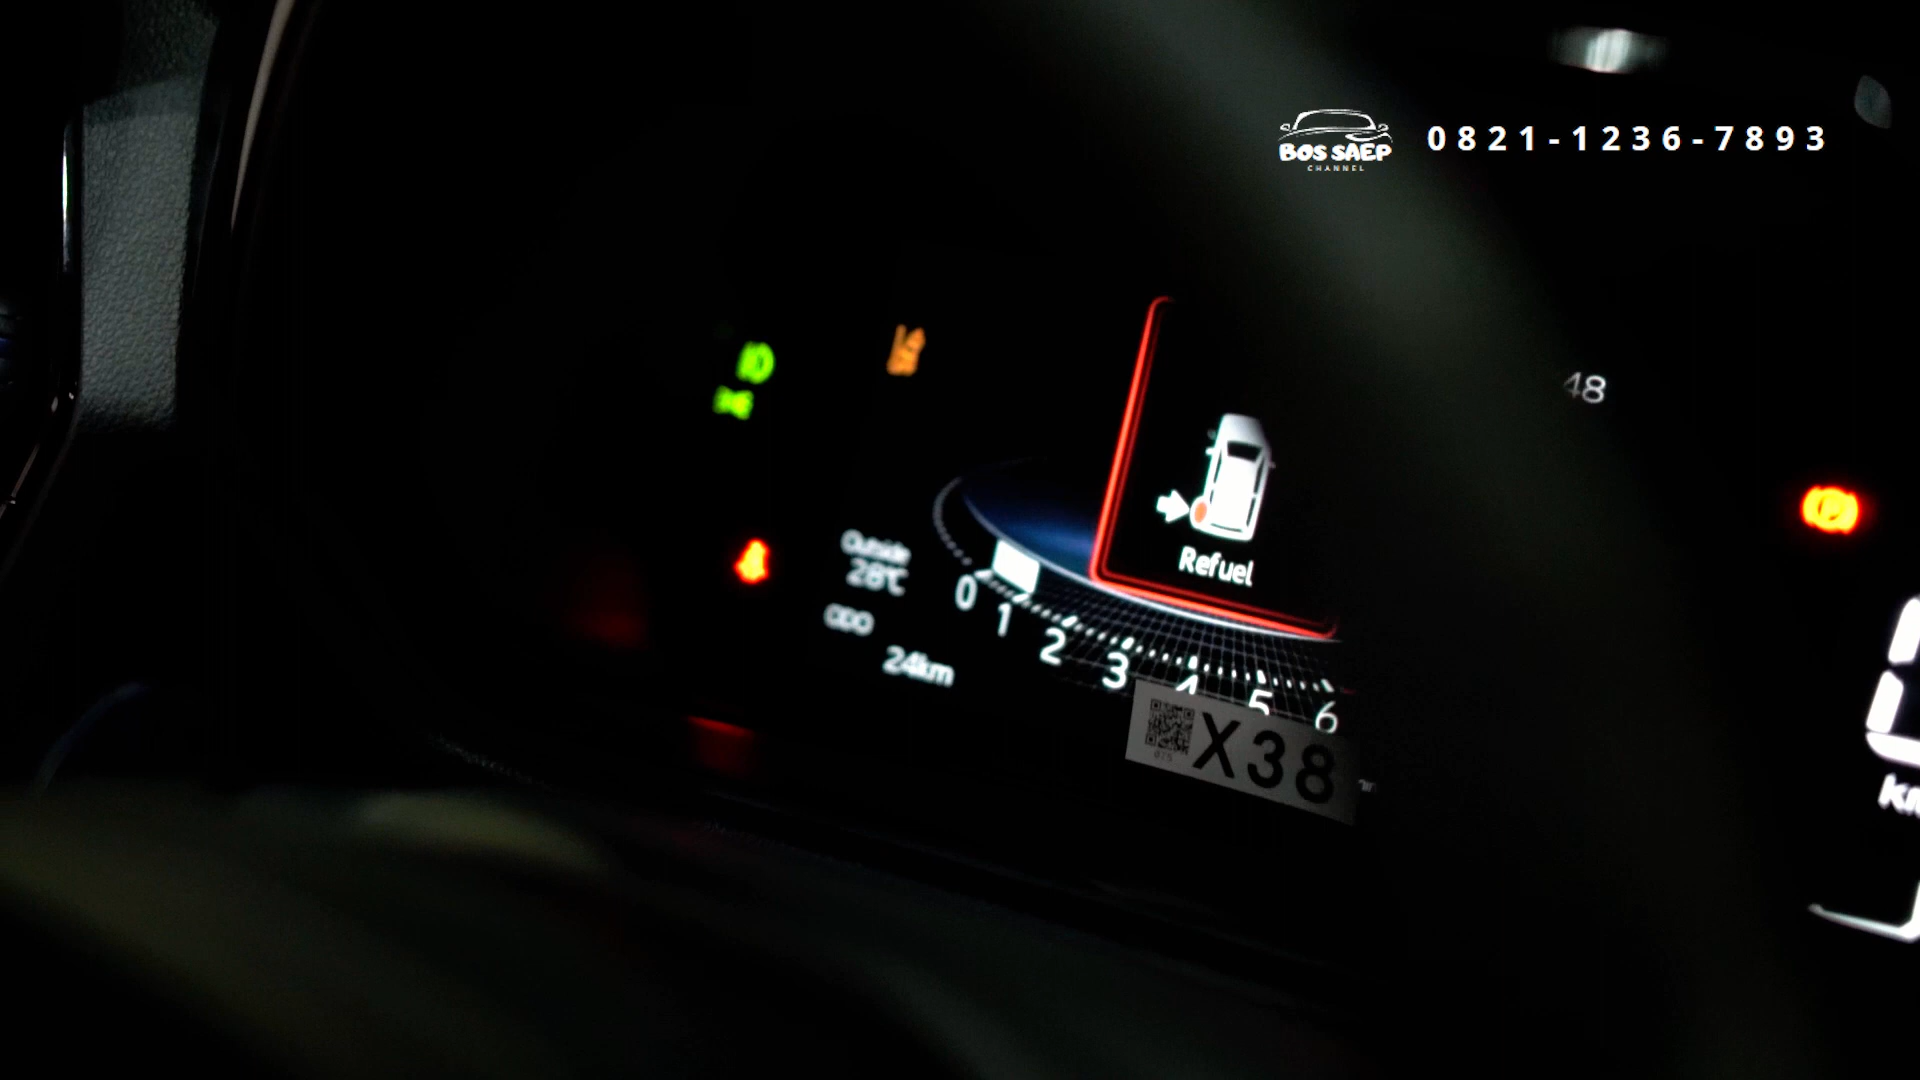 BOS SAEP
CHANNEL
0821-1236-7893
48
Refuel
Outside
28°C
ODO
24km
0 1 2 3 4 5 6
X38